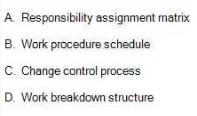 A. Responsibility assignment matrix
B. Work procedure schedule
C. Change control process
D. Work breakdown structure